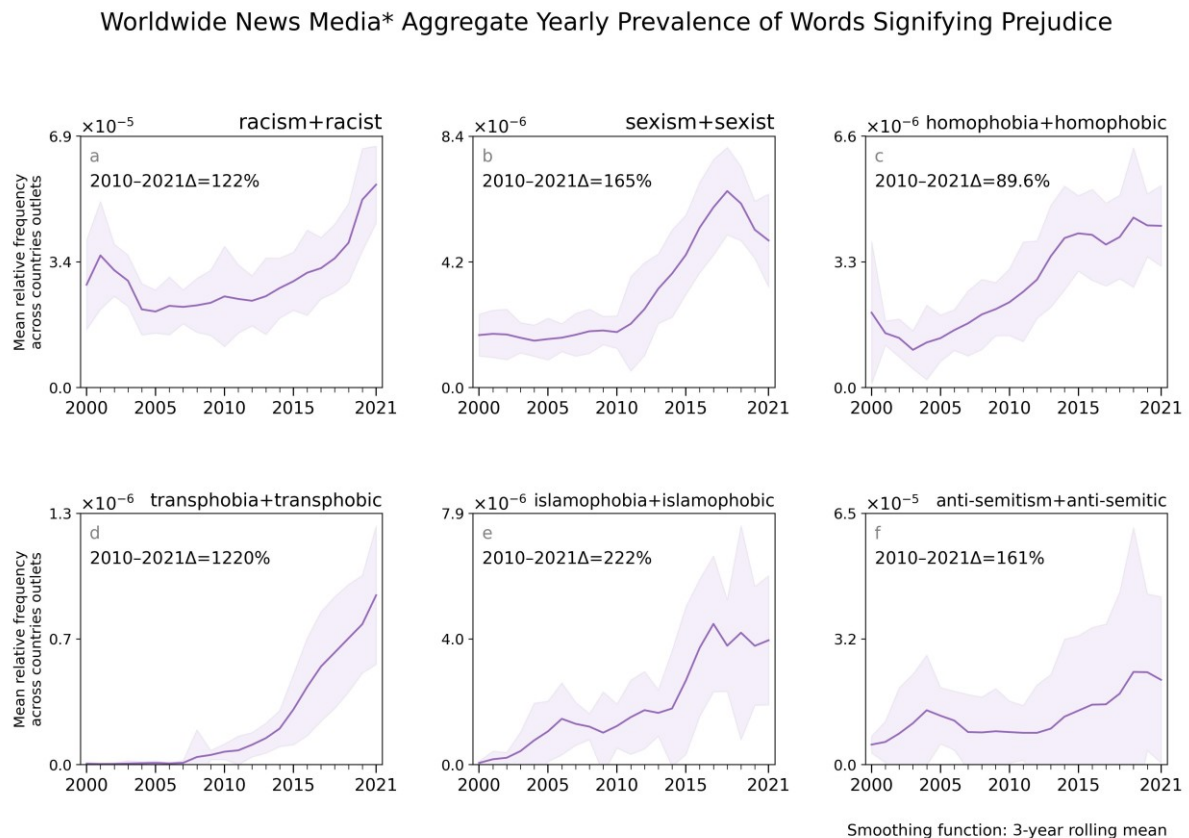 Worldwide News Media* Aggregate Yearly Prevalence of Words Signifying Prejudice
×10⁻⁵ racism+racist
a
2010–2021Δ=122%
6.9
3.4
0.0
Mean relative frequency
across countries outlets
2000 2005 2010 2015 2021
×10⁻⁶ sexism+sexist
b
2010–2021Δ=165%
8.4
4.2
0.0
2000 2005 2010 2015 2021
×10⁻⁶ homophobia+homophobic
c
2010–2021Δ=89.6%
6.6
3.3
0.0
2000 2005 2010 2015 2021
×10⁻⁶ transphobia+transphobic
d
2010–2021Δ=1220%
1.3
0.7
0.0
Mean relative frequency
across countries outlets
2000 2005 2010 2015 2021
×10⁻⁶ islamophobia+islamophobic
e
2010–2021Δ=222%
7.9
4.0
0.0
2000 2005 2010 2015 2021
×10⁻⁵ anti-semitism+anti-semitic
f
2010–2021Δ=161%
6.5
3.2
0.0
2000 2005 2010 2015 2021
Smoothing function: 3-year rolling mean